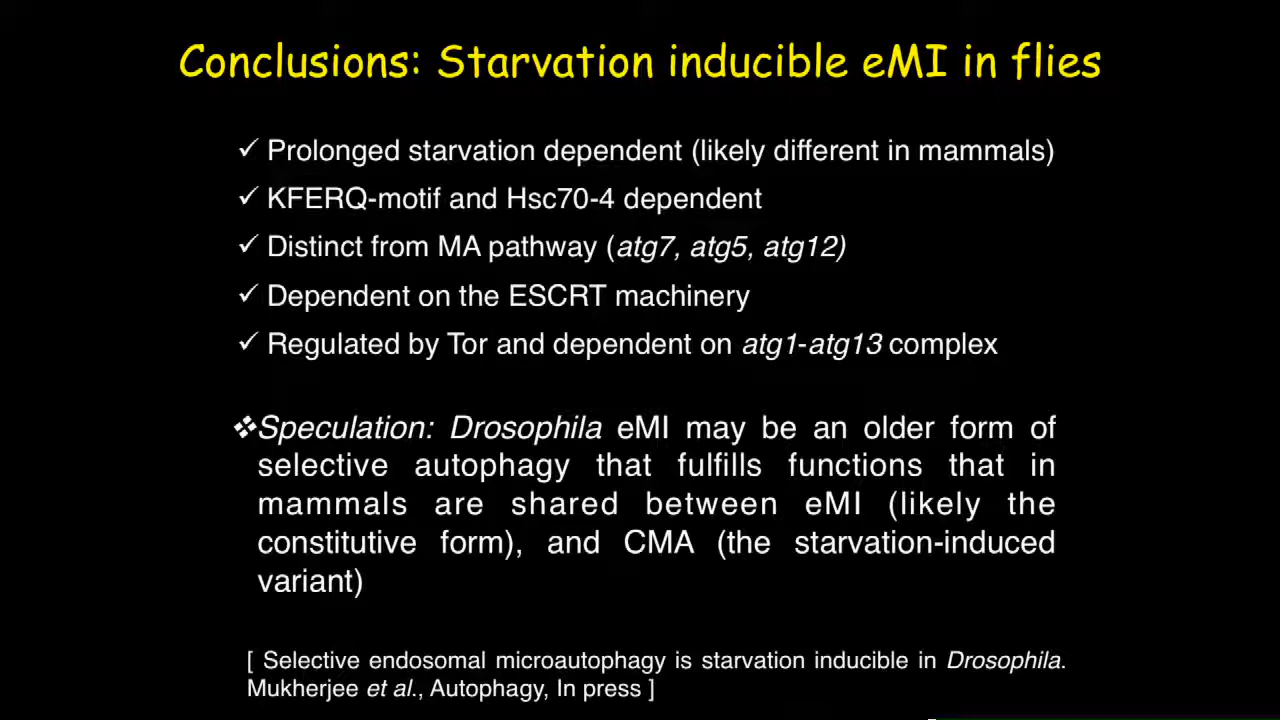 Conclusions: Starvation inducible eMI in flies
✓ Prolonged starvation dependent (likely different in mammals)
✓ KFERQ-motif and Hsc70-4 dependent
✓ Distinct from MA pathway (atg7, atg5, atg12)
✓ Dependent on the ESCRT machinery
✓ Regulated by Tor and dependent on atg1-atg13 complex
❖Speculation: Drosophila eMI may be an older form of
selective autophagy that fulfills functions that in
mammals are shared between eMI (likely the
constitutive form), and CMA (the starvation-induced
variant)
[ Selective endosomal microautophagy is starvation inducible in Drosophila.
Mukherjee et al., Autophagy, In press ]